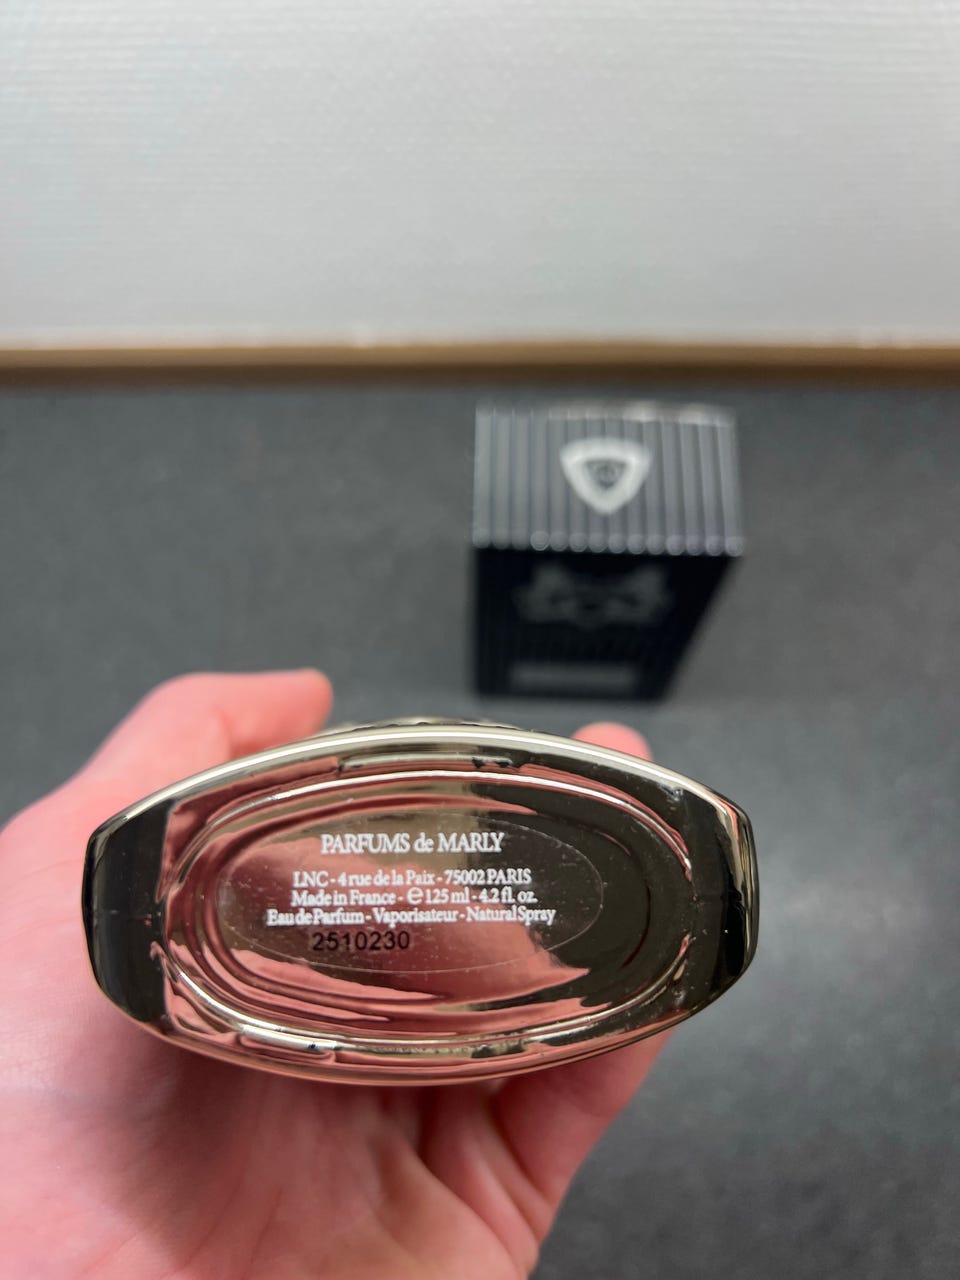 PARFUMS de MARLY
LNC - 4 rue de la Paix - 75002 PARIS
Made in France - ℮ 125 ml - 4.2 fl. oz.
Eau de Parfum - Vaporisateur - Natural Spray
2510230